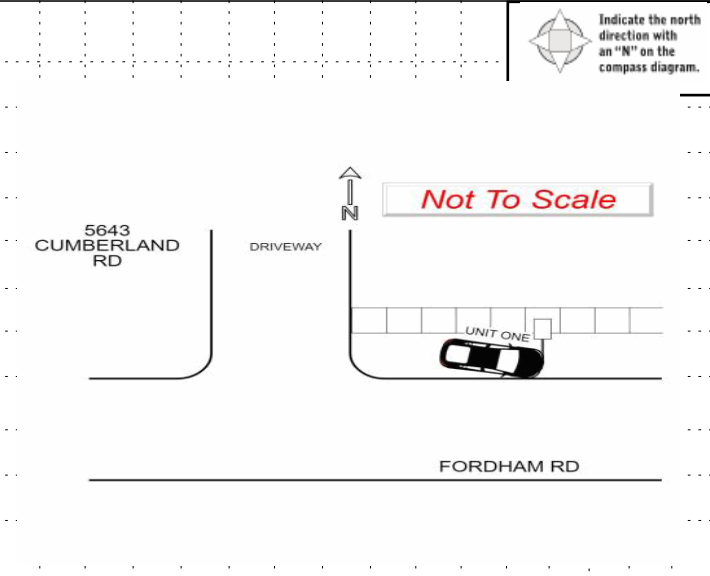 Indicate the north
direction with
an “N” on the
compass diagram.
N
Not To Scale
5643
CUMBERLAND
RD
DRIVEWAY
UNIT ONE
FORDHAM RD